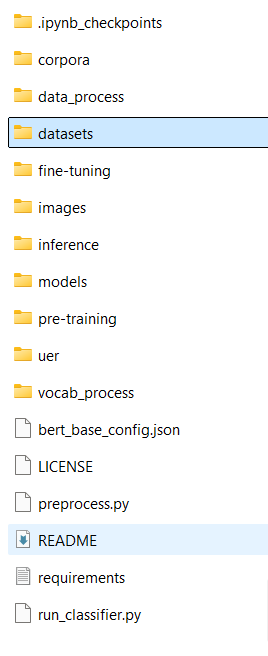 .ipynb_checkpoints
corpora
data_process
datasets
fine-tuning
images
inference
models
pre-training
uer
vocab_process
bert_base_config.json
LICENSE
preprocess.py
README
requirements
run_classifier.py